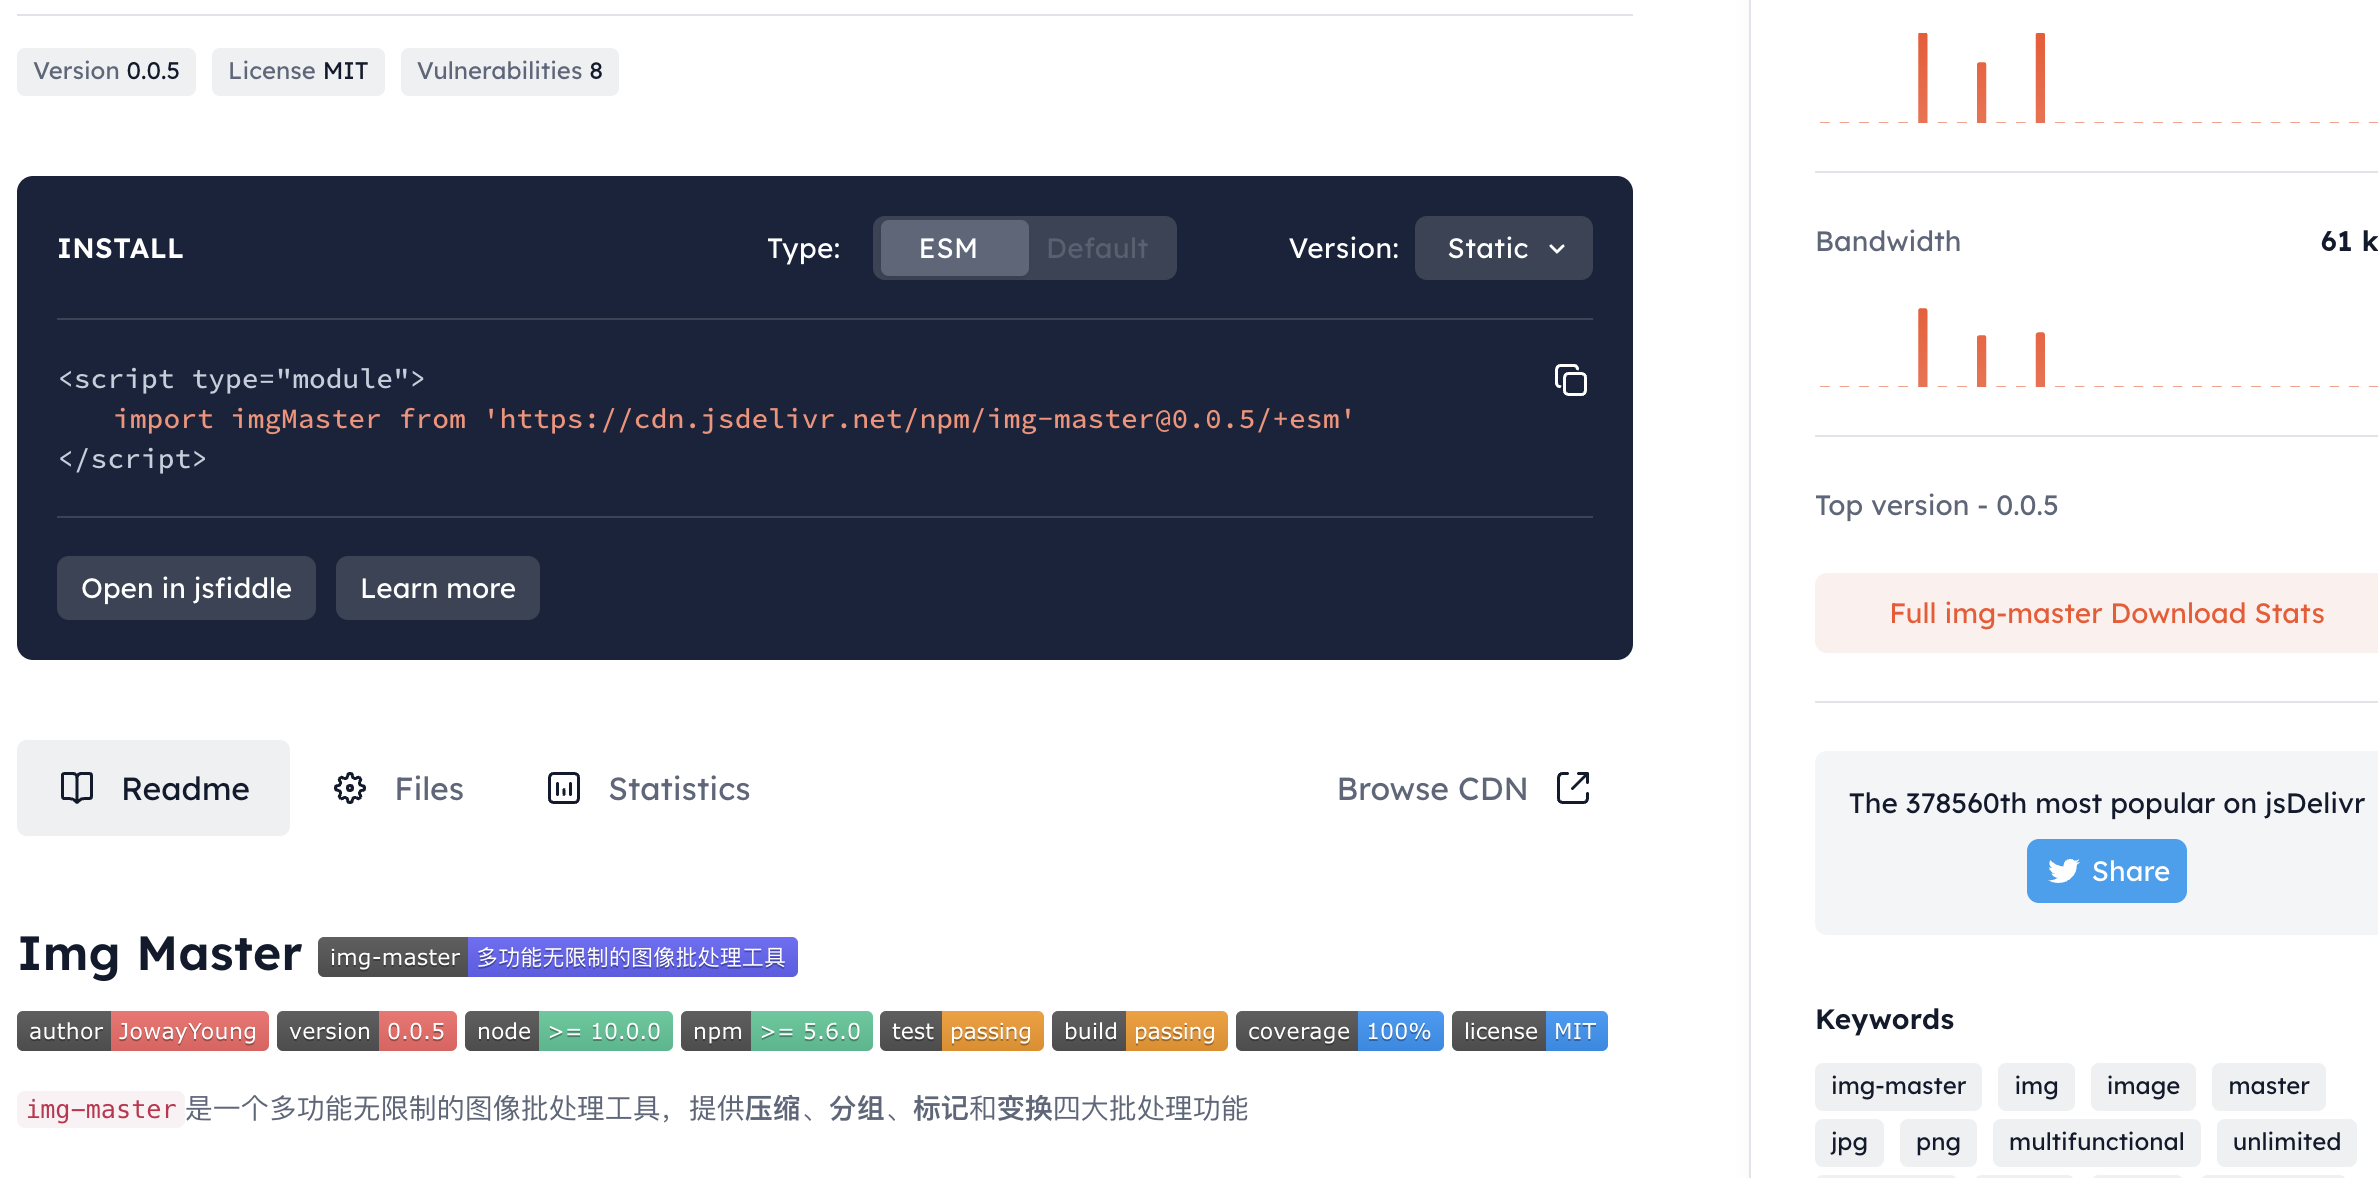 Version 0.0.5 License MIT Vulnerabilities 8
INSTALL Type: ESM Default Version: Static
<script type="module">
import imgMaster from 'https://cdn.jsdelivr.net/npm/img-master@0.0.5/+esm'
</script>
Open in jsfiddle Learn more
Readme Files Statistics Browse CDN
Img Master img-master 多功能无限制的图像批处理工具
author JowayYoung version 0.0.5 node >= 10.0.0 npm >= 5.6.0 test passing build passing coverage 100% license MIT
img-master是一个多功能无限制的图像批处理工具，提供压缩、分组、标记和变换四大批处理功能
Bandwidth 61 k
Top version - 0.0.5
Full img-master Download Stats
The 378560th most popular on jsDelivr
Share
Keywords
img-master img image master
jpg png multifunctional unlimited